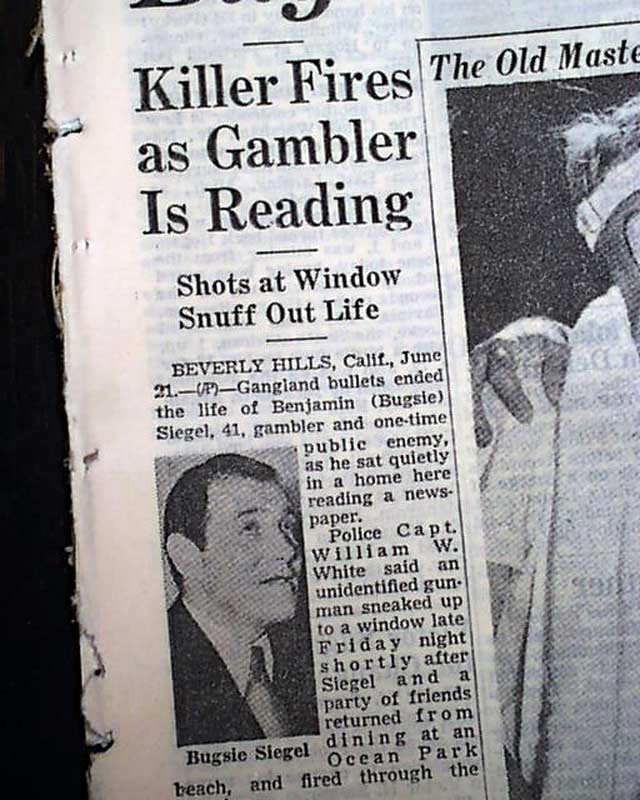 Killer Fires
as Gambler
Is Reading
Shots at Window
Snuff Out Life
BEVERLY HILLS, Calif., June
21.—(AP)—Gangland bullets ended
the life of Benjamin (Bugsie)
Siegel, 41, gambler and one-time
public enemy,
as he sat quietly
in a home here
reading a news-
paper.
Police Capt.
William W.
White said an
unidentified gun-
man sneaked up
to a window late
Friday night
shortly after
Siegel and a
party of friends
returned from
dining at an
Ocean Park
beach, and fired through the
Bugsie Siegel
The Old Maste